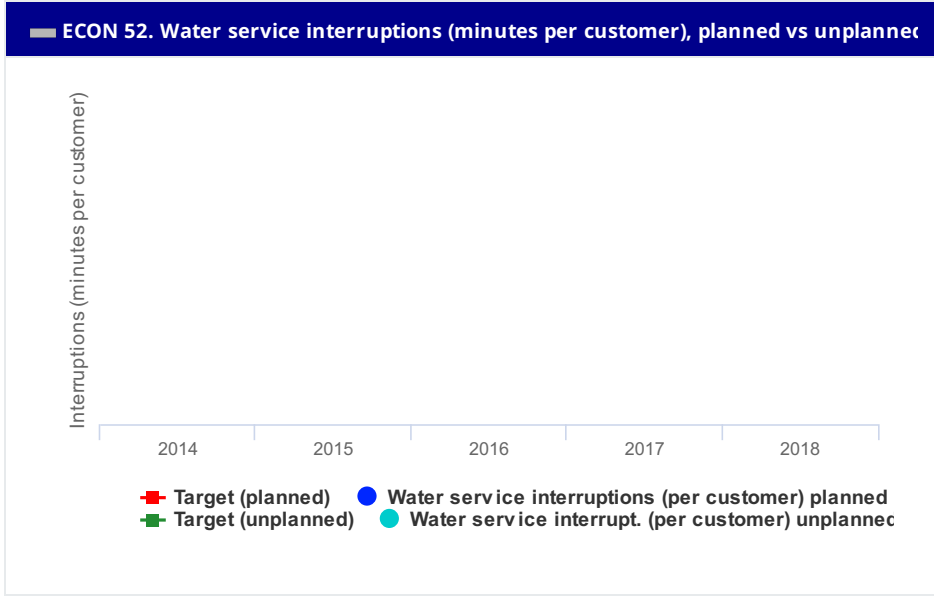 ECON 52. Water service interruptions (minutes per customer), planned vs unplanned
Interruptions (minutes per customer)
2014 2015 2016 2017 2018
Target (planned) Water service interruptions (per customer) planned
Target (unplanned) Water service interrupt. (per customer) unplanned